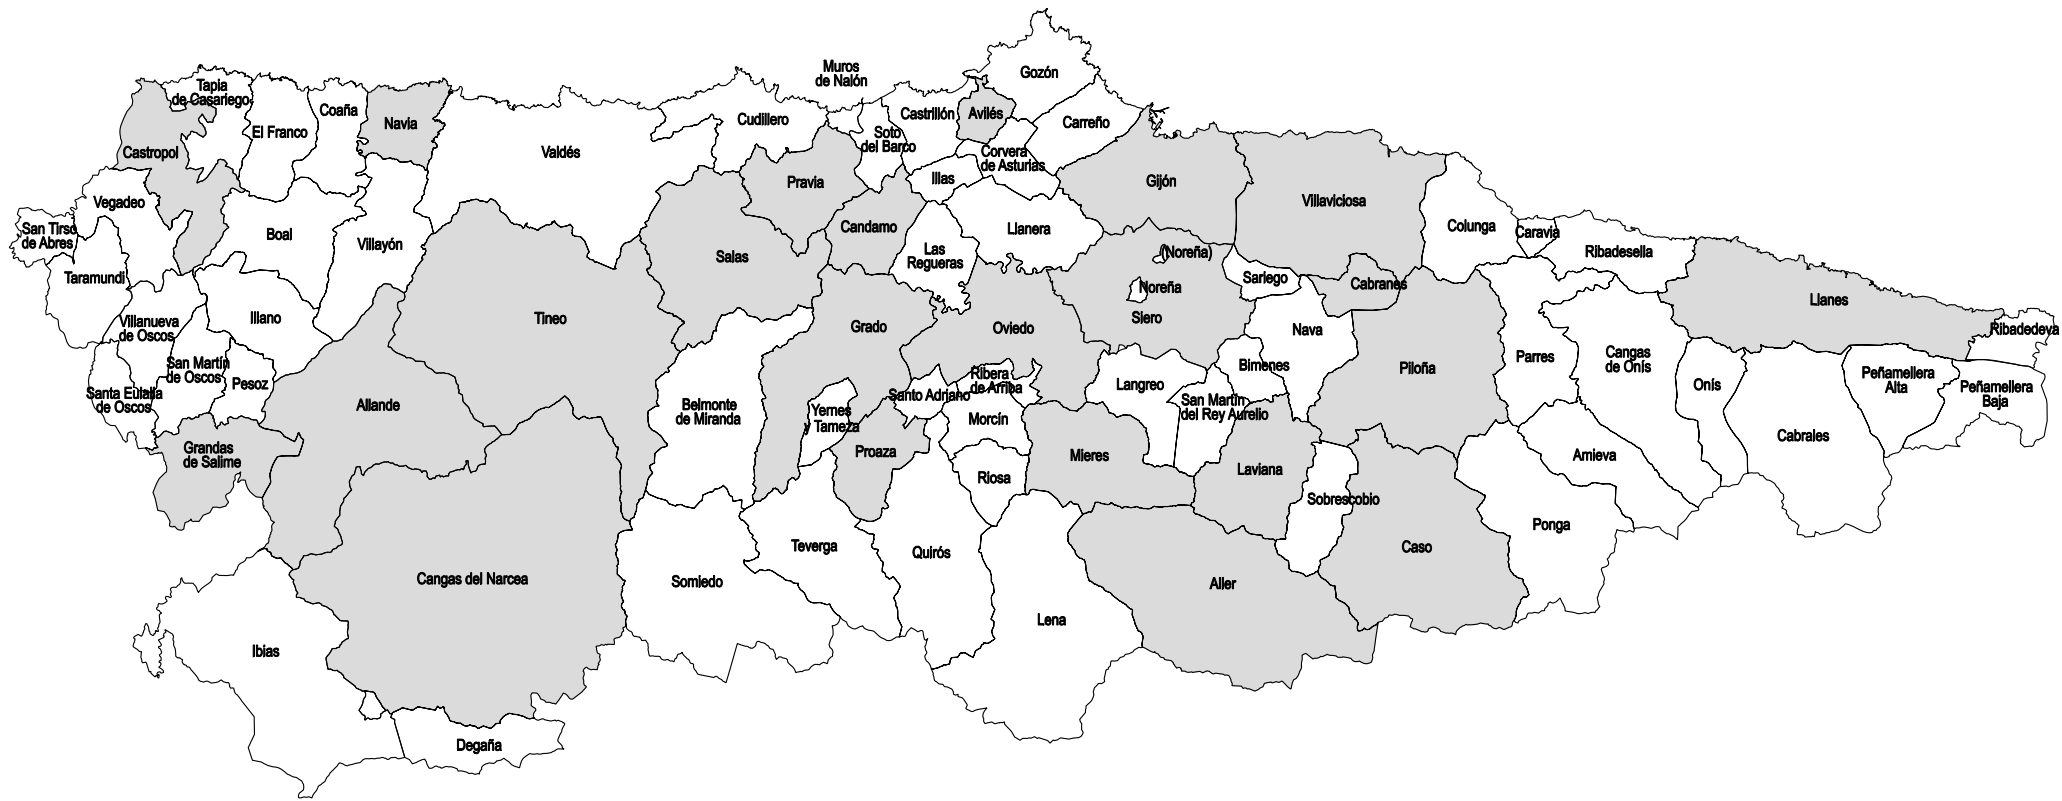 Muros
de Nalón
Gozón
Tapia
de Casariego
Coaña
Navia
El Franco
Castropol
Valdés
Cudillero
Soto
del Barco
Castrillón
Avilés
Carreño
Corvera
de Asturias
Illas
Pravia
Gijón
Villaviciosa
Vegadeo
San Tirso
de Abres
Boal
Villayón
Salas
Candamo
Las
Regueras
Llanera
(Noreña)
Noreña
Siero
Sariego
Cabranes
Colunga
Caravia
Ribadesella
Llanes
Ribadedeva
Taramundi
Villanueva
de Oscos
Illano
Tineo
Grado
Oviedo
Nava
Bimenes
Piloña
Parres
Cangas
de Onís
Onís
Peñamellera
Alta
Peñamellera
Baja
San Martín
de Oscos
Pesoz
Santa Eulalia
de Oscos
Allande
Belmonte
de Miranda
Yernes
y Tameza
Santo Adriano
Ribera
de Arriba
Morcín
Langreo
San Martín
del Rey Aurelio
Cabrales
Grandas
de Salime
Proaza
Riosa
Mieres
Laviana
Sobrescobio
Amieva
Ponga
Caso
Teverga
Quirós
Cangas del Narcea
Somiedo
Aller
Lena
Ibias
Degaña